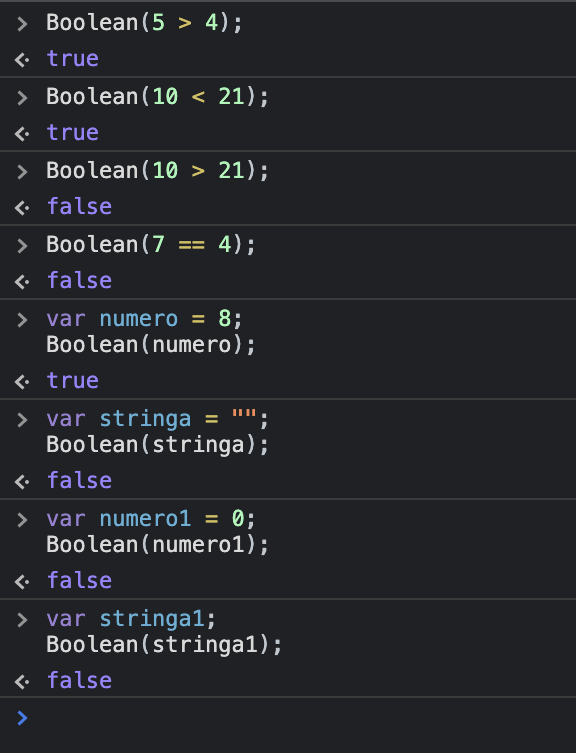 > Boolean(5 > 4);
<· true
> Boolean(10 < 21);
<· true
> Boolean(10 > 21);
<· false
> Boolean(7 == 4);
<· false
> var numero = 8;
Boolean(numero);
<· true
> var stringa = "";
Boolean(stringa);
<· false
> var numero1 = 0;
Boolean(numero1);
<· false
> var stringa1;
Boolean(stringa1);
<· false
>